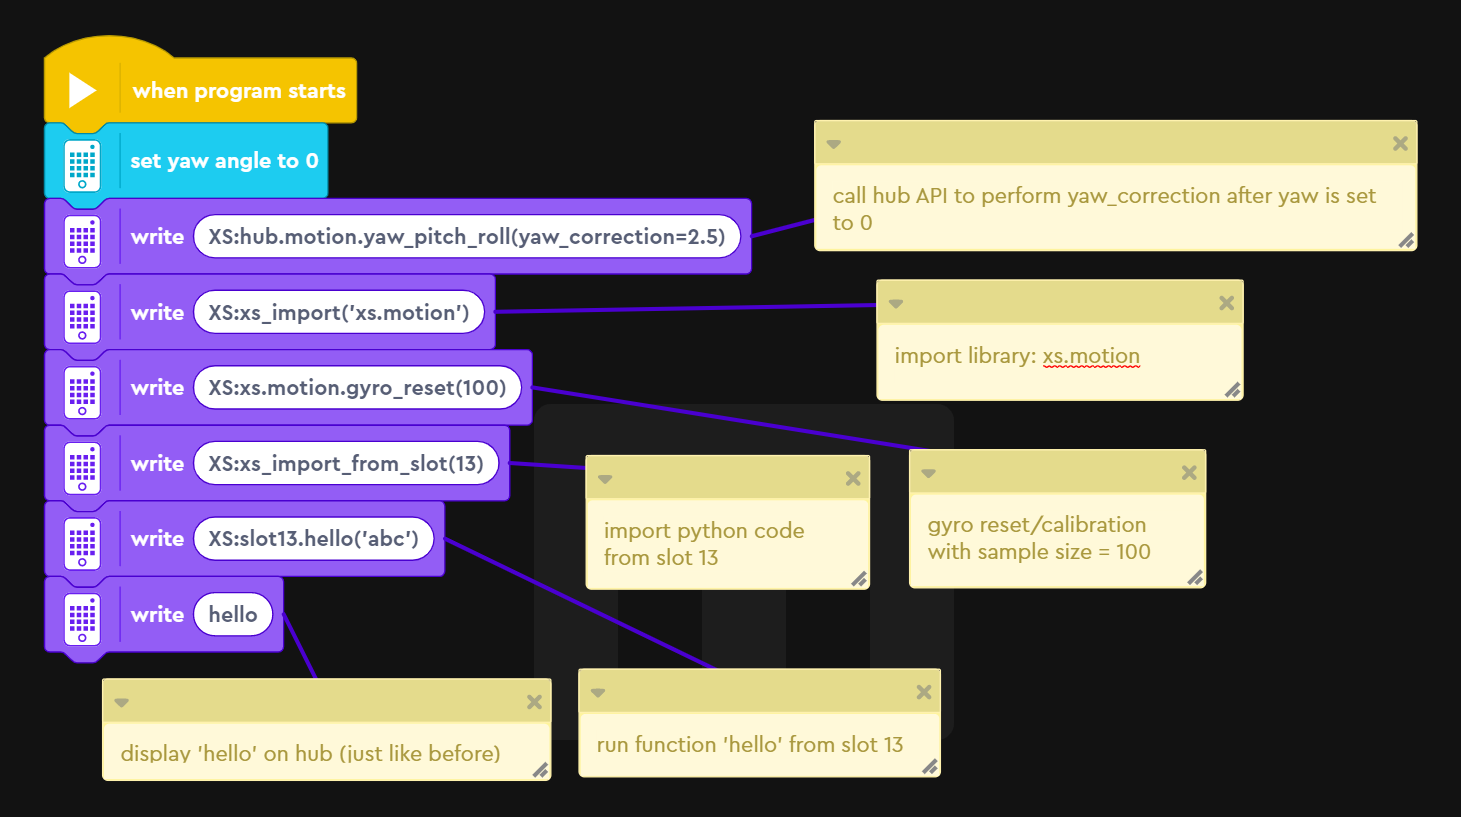 when program starts
set yaw angle to 0
write XS:hub.motion.yaw_pitch_roll(yaw_correction=2.5)
call hub API to perform yaw_correction after yaw is set
to 0
write XS:xs_import('xs.motion')
import library: xs.motion
write XS:xs.motion.gyro_reset(100)
gyro reset/calibration
with sample size = 100
write XS:xs_import_from_slot(13)
import python code
from slot 13
write XS:slot13.hello('abc')
run function 'hello' from slot 13
write hello
display 'hello' on hub (just like before)